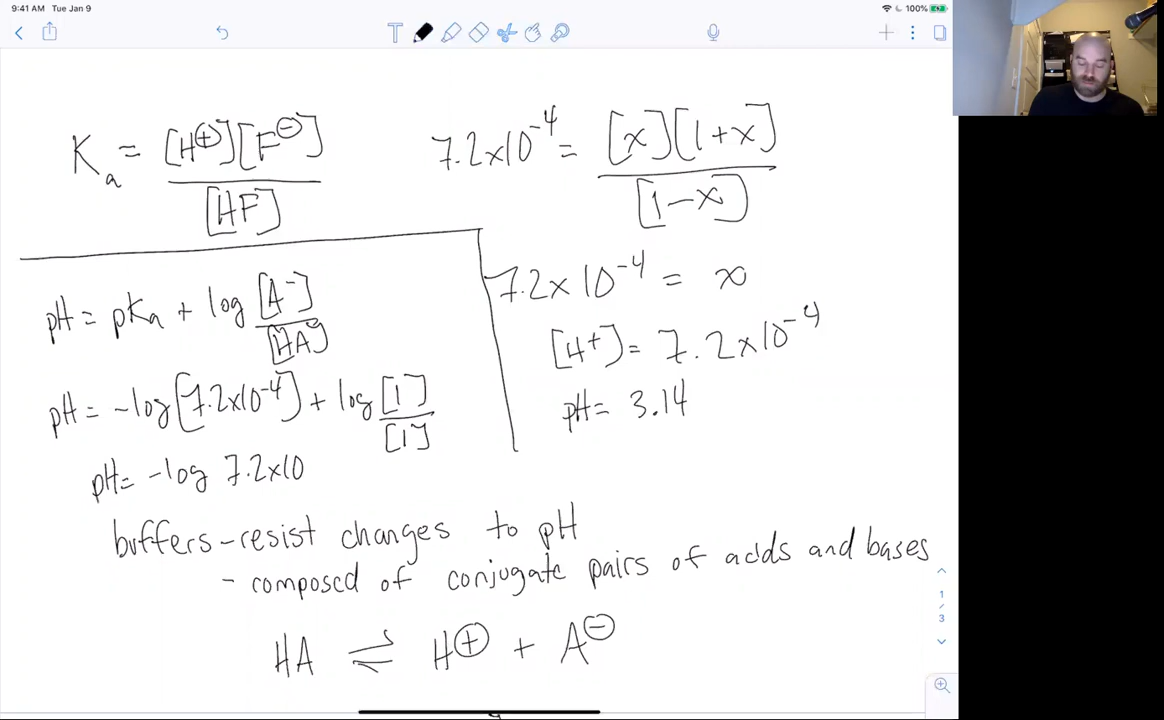 9:41 AM Tue Jan 9
100%
Kₐ = [H⊕][F⊖] / [HF]
7.2x10⁻⁴ = [x][1+x] / [1-x]
pH = pKₐ + log [A⁻] / [HA]
pH = -log[7.2x10⁻⁴] + log [1] / [1]
pH = -log 7.2x10
7.2x10⁻⁴ = x
[H+] = 7.2x10⁻⁴
pH = 3.14
buffers - resist changes to pH
- composed of conjugate pairs of acids and bases
HA ⇌ H⊕ + A⊖
1
/
3